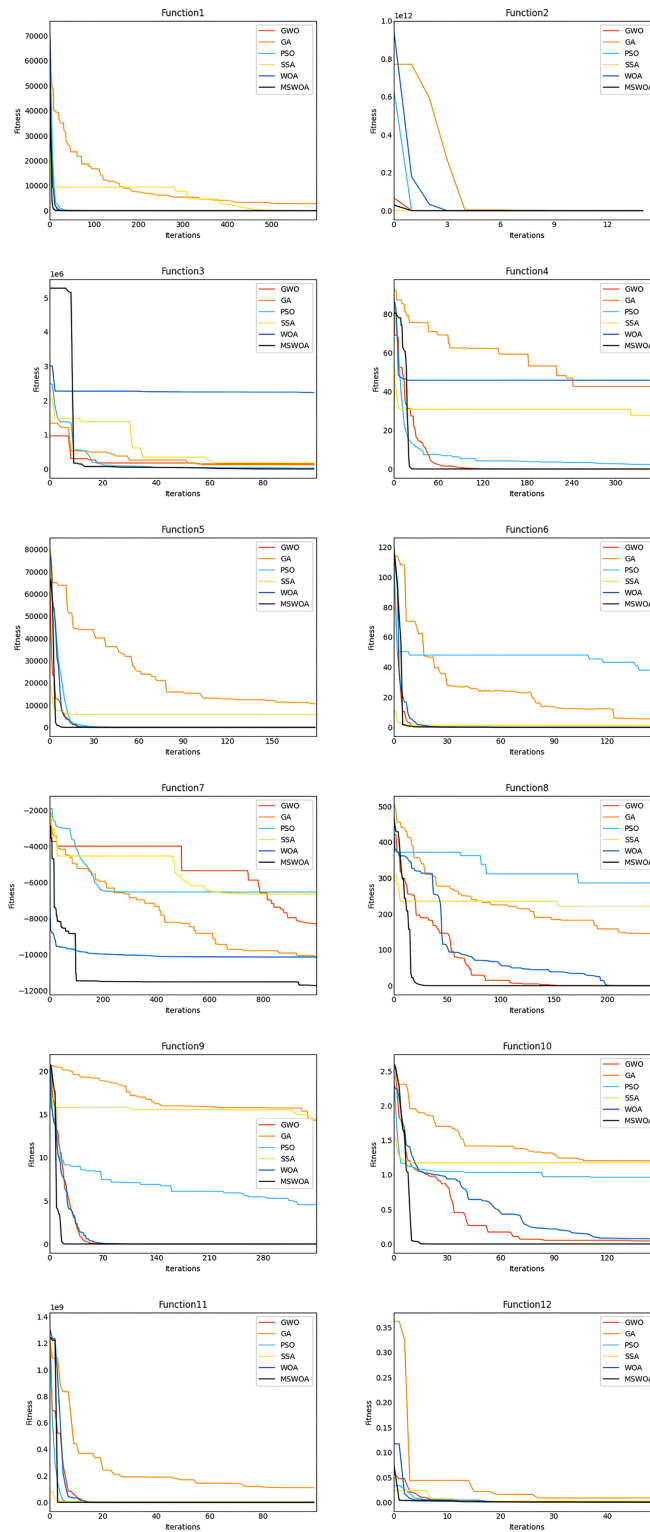 Function1
70000
60000
50000
40000
30000
20000
10000
0
Fitness
0 100 200 300 400 500
Iterictions
GWO
GA
PSO
SSA
WOA
MSWOA
Function2
1e12
1.0
0.8
0.6
0.4
0.2
0.0
Fitness
0 3 6 9 12
Iterictions
GWO
GA
PSO
SSA
WOA
MSWOA
Function3
1e6
5
4
3
2
1
0
Fitness
0 20 40 60 80
Iterictions
GWO
GA
PSO
SSA
WOA
MSWOA
Function4
80
60
40
20
0
Fitness
0 60 120 180 240 300
Iterictions
GWO
GA
PSO
SSA
WOA
MSWOA
Function5
80000
70000
60000
50000
40000
30000
20000
10000
0
Fitness
0 30 60 90 120 150
Iterictions
GWO
GA
PSO
SSA
WOA
MSWOA
Function6
120
100
80
60
40
20
0
Fitness
0 30 60 90 120
Iterictions
GWO
GA
PSO
SSA
WOA
MSWOA
Function7
−2000
−4000
−6000
−8000
−10000
−12000
Fitness
0 200 400 600 800
Iterictions
GWO
GA
PSO
SSA
WOA
MSWOA
Function8
500
400
300
200
100
0
Fitness
0 50 100 150 200
Iterictions
GWO
GA
PSO
SSA
WOA
MSWOA
Function9
20
15
10
5
0
Fitness
0 70 140 210 280
Iterictions
GWO
GA
PSO
SSA
WOA
MSWOA
Function10
2.5
2.0
1.5
1.0
0.5
0.0
Fitness
0 30 60 90 120
Iterictions
GWO
GA
PSO
SSA
WOA
MSWOA
Function11
1e9
1.4
1.2
1.0
0.8
0.6
0.4
0.2
0.0
Fitness
0 20 40 60 80
Iterictions
GWO
GA
PSO
SSA
WOA
MSWOA
Function12
0.35
0.30
0.25
0.20
0.15
0.10
0.05
0.00
Fitness
0 10 20 30 40
Iterictions
GWO
GA
PSO
SSA
WOA
MSWOA